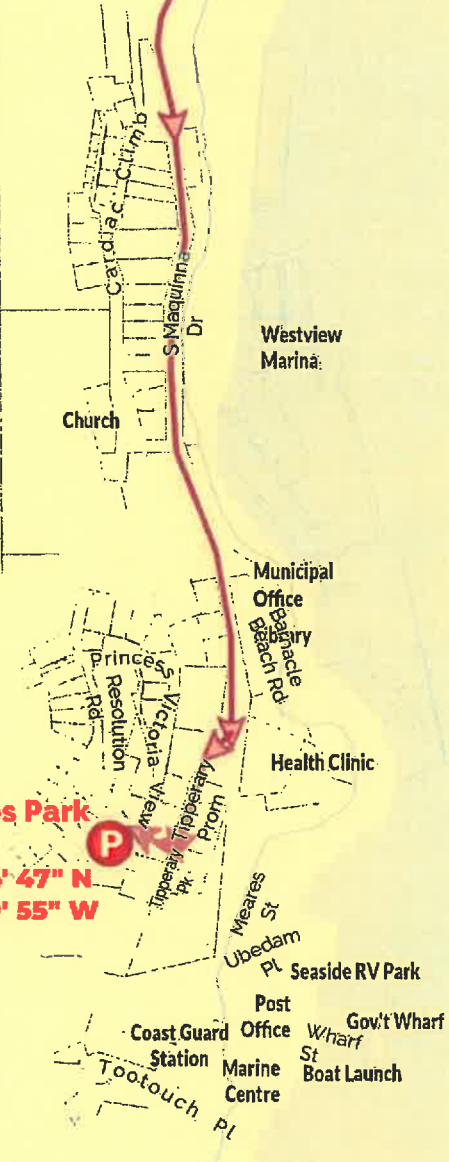 Cardiac Climb
S Maquinna
Dr
Westview
Marina
Church
Municipal
Office
Library
Barnacle
Beach Rd
Princess
Victoria
View
Resolution
Rd
Health Clinic
Tipperary
Prom
s Park
P
' 47" N
' 55" W
Tipperary
Pk
Meares
St
Ubedam
Pl
Seaside RV Park
Post
Office
Gov't Wharf
Wharf
St
Coast Guard
Station
Marine
Centre
Boat Launch
Tootouch Pl